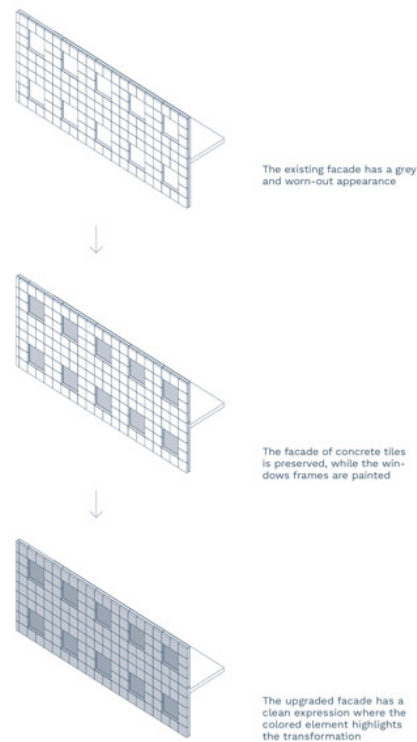 The existing facade has a grey
and worn-out appearance
The facade of concrete tiles
is preserved, while the win-
dows frames are painted
The upgraded facade has a
clean expression where the
colored element highlights
the transformation